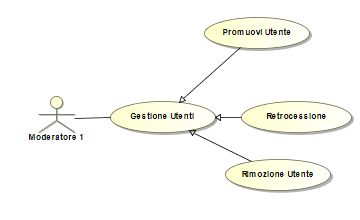 Promuovi Utente
Gestione Utenti
Retrocessione
Moderatore 1
Rimozione Utente